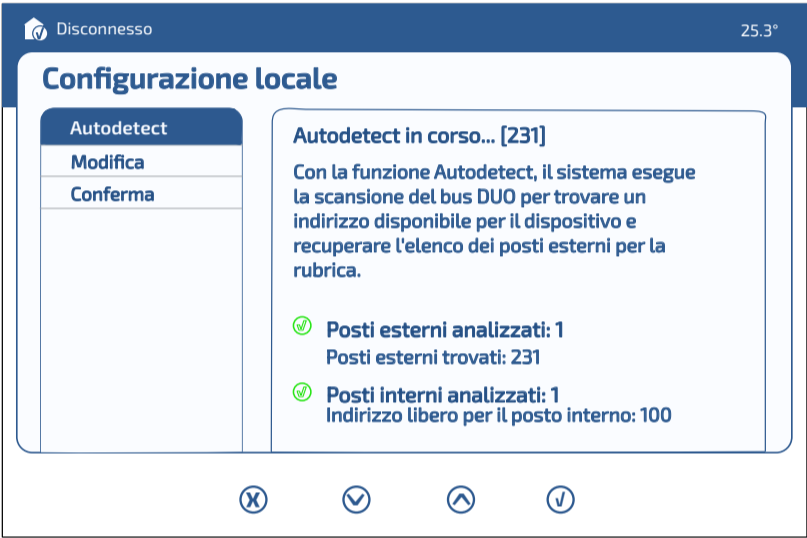 Disconnesso
25.3°
Configurazione locale
Autodetect
Modifica
Conferma
Autodetect in corso... [231]
Con la funzione Autodetect, il sistema esegue
la scansione del bus DUO per trovare un
indirizzo disponibile per il dispositivo e
recuperare l'elenco dei posti esterni per la
rubrica.
Posti esterni analizzati: 1
Posti esterni trovati: 231
Posti interni analizzati: 1
Indirizzo libero per il posto interno: 100